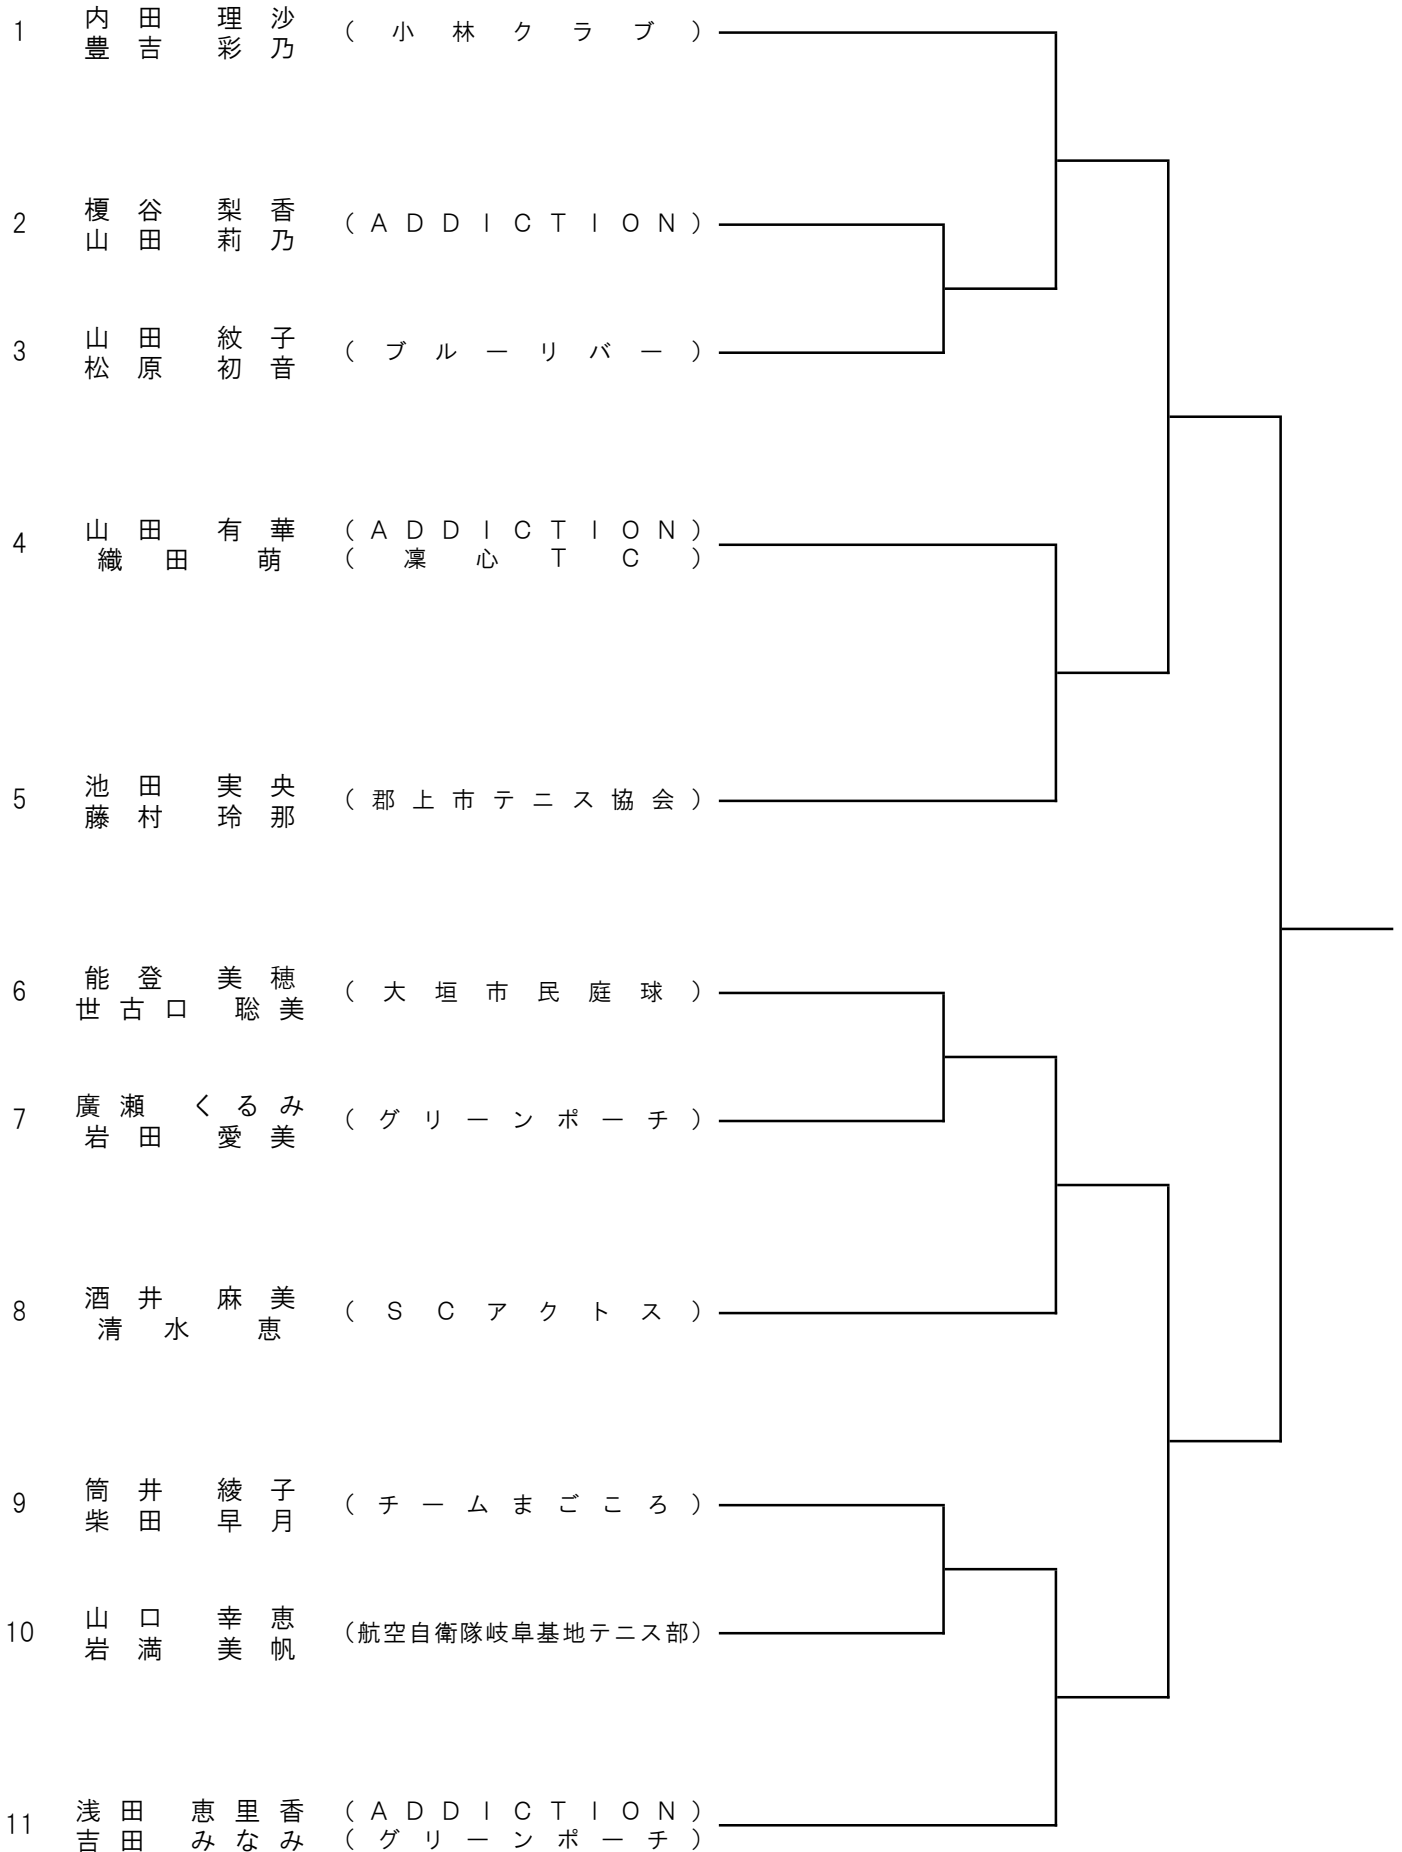 1 内田 理沙 (小林クラブ)
豊吉 彩乃
2 榎谷 梨香 (ADDICTION)
山田 莉乃
3 山田 紋子 (ブルーリバー)
松原 初音
4 山田 有華 (ADDICTION)
織田 萌 (凜心TC)
5 池田 実央 (郡上市テニス協会)
藤村 玲那
6 能登 美穂 (大垣市民庭球)
世古口 聡美
7 廣瀬 くるみ (グリーンポーチ)
岩田 愛美
8 酒井 麻美 (SCアクトス)
清水 恵
9 筒井 綾子 (チームまごころ)
柴田 早月
10 山口 幸恵 (航空自衛隊岐阜基地テニス部)
岩満 美帆
11 浅田 恵里香 (ADDICTION)
吉田 みなみ (グリーンポーチ)